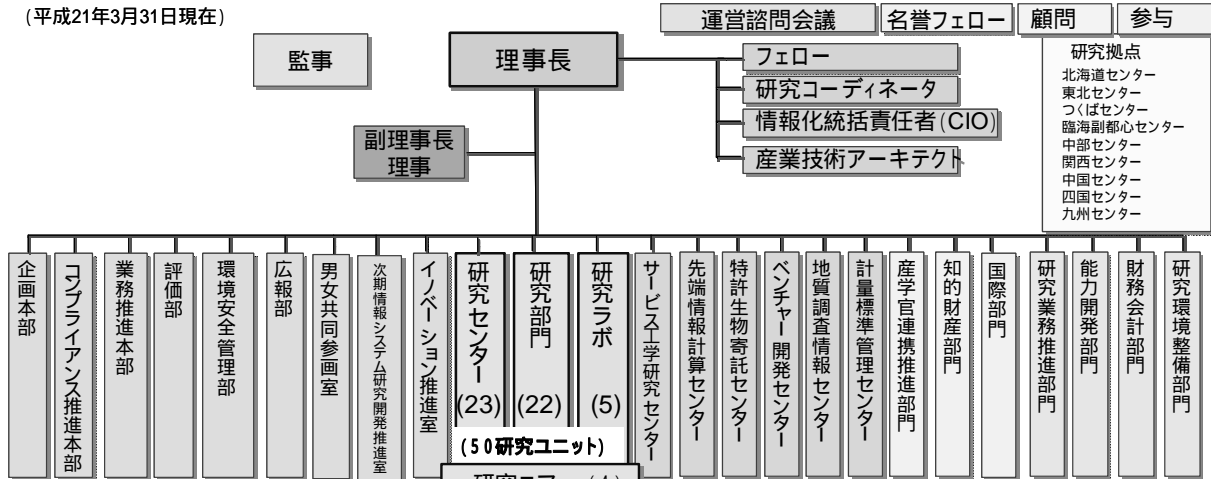 (平成21年3月31日現在)
運営諮問会議
名誉フェロー
顧問
参与
監事
理事長
フェロー
研究コーディネータ
情報化統括責任者(CIO)
産業技術アーキテクト
副理事長
理事
研究拠点
北海道センター
東北センター
つくばセンター
臨海副都心センター
中部センター
関西センター
中国センター
四国センター
九州センター
企画本部
コンプライアンス推進本部
業務推進本部
評価部
環境安全管理部
広報部
男女共同参画室
次期情報システム研究開発推進室
イノベーション推進室
研究センター
(23)
研究部門
(22)
研究ラボ
(5)
(50研究ユニット)
研究コア (4)
サービス工学研究センター
先端情報計算センター
特許生物寄託センター
ベンチャー開発センター
地質調査情報センター
計量標準管理センター
産学官連携推進部門
知的財産部門
国際部門
研究業務推進部門
能力開発部門
財務会計部門
研究環境整備部門